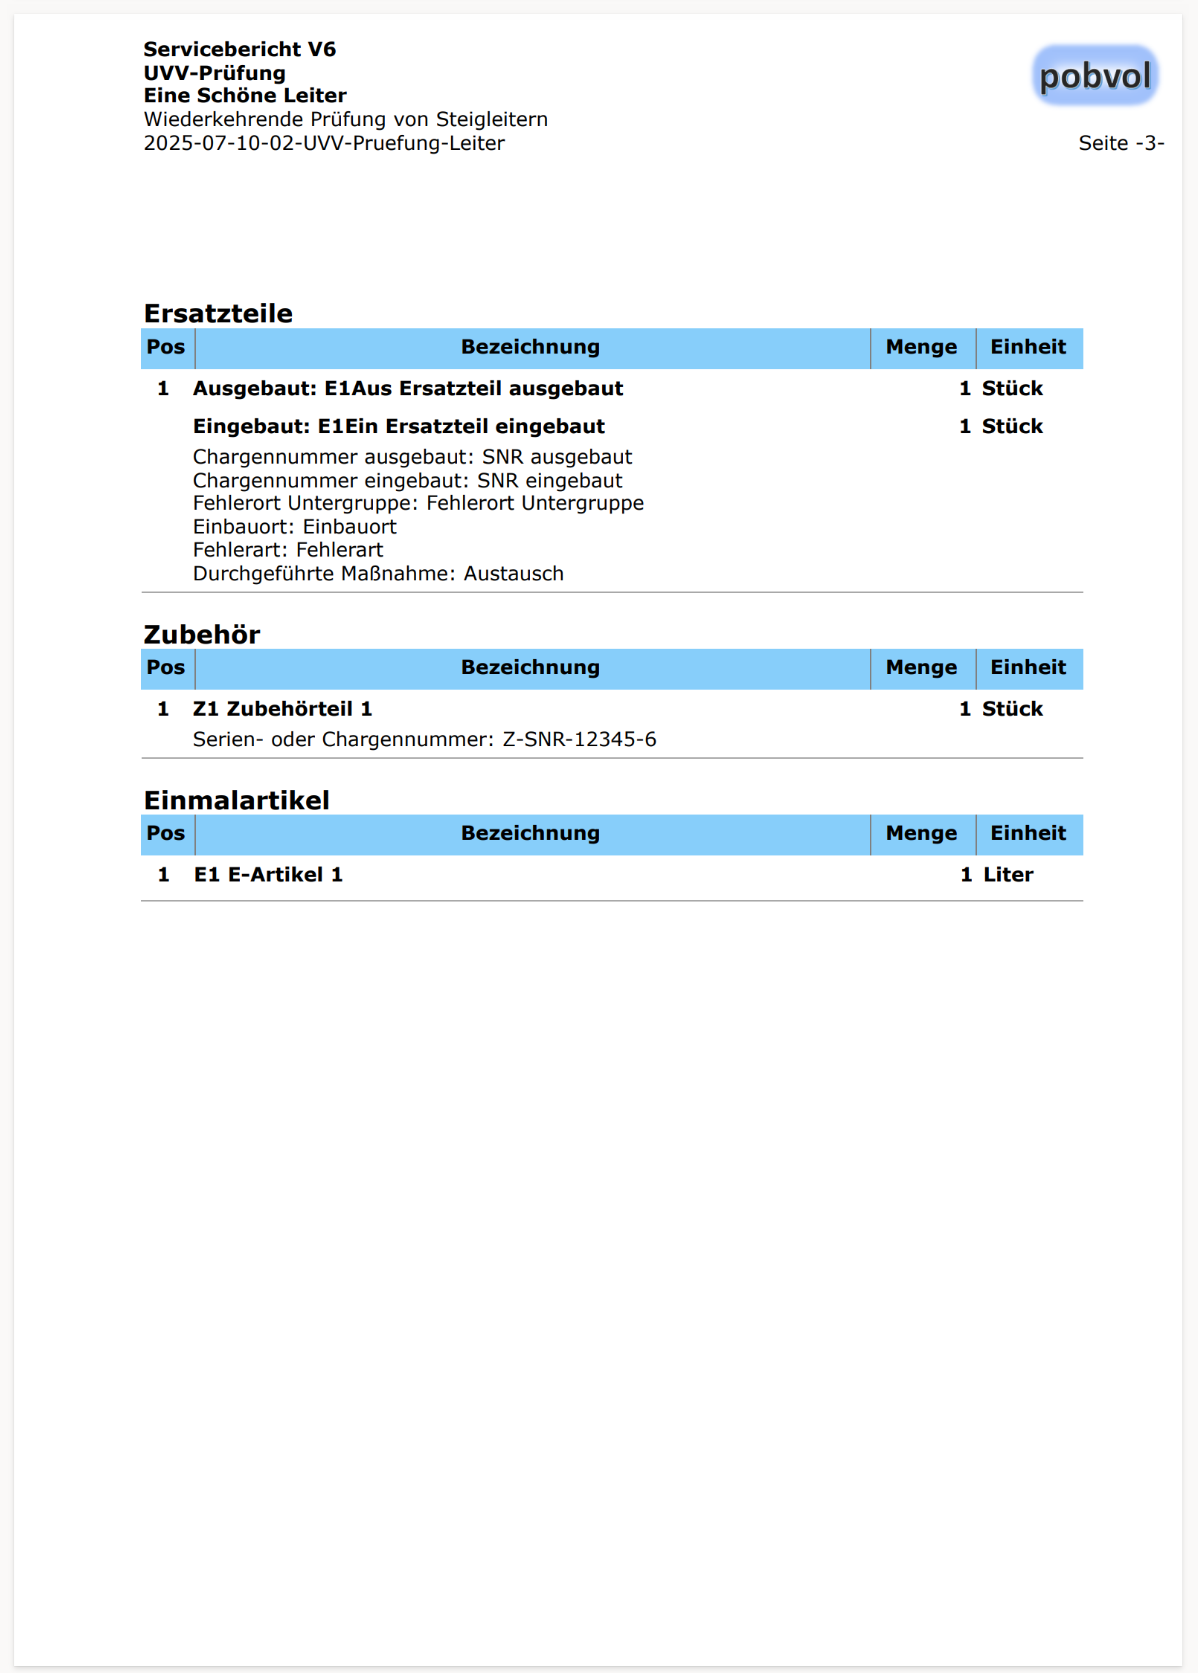 Servicebericht V6
UVV-Prüfung
Eine Schöne Leiter
Wiederkehrende Prüfung von Steigleitern
2025-07-10-02-UVV-Pruefung-Leiter
pobvol
Seite -3-
Ersatzteile
Pos Bezeichnung Menge Einheit
1 Ausgebaut: E1Aus Ersatzteil ausgebaut 1 Stück
Eingebaut: E1Ein Ersatzteil eingebaut 1 Stück
Chargennummer ausgebaut: SNR ausgebaut
Chargennummer eingebaut: SNR eingebaut
Fehlerort Untergruppe: Fehlerort Untergruppe
Einbauort: Einbauort
Fehlerart: Fehlerart
Durchgeführte Maßnahme: Austausch
Zubehör
Pos Bezeichnung Menge Einheit
1 Z1 Zubehörteil 1 1 Stück
Serien- oder Chargennummer: Z-SNR-12345-6
Einmalartikel
Pos Bezeichnung Menge Einheit
1 E1 E-Artikel 1 1 Liter